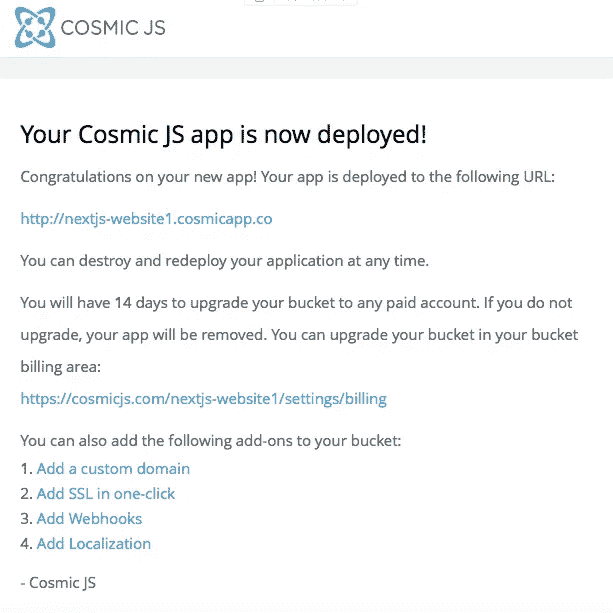 COSMIC JS
Your Cosmic JS app is now deployed!
Congratulations on your new app! Your app is deployed to the following URL:
http://nextjs-website1.cosmicapp.co
You can destroy and redeploy your application at any time.
You will have 14 days to upgrade your bucket to any paid account. If you do not
upgrade, your app will be removed. You can upgrade your bucket in your bucket
billing area:
https://cosmicjs.com/nextjs-website1/settings/billing
You can also add the following add-ons to your bucket:
1. Add a custom domain
2. Add SSL in one-click
3. Add Webhooks
4. Add Localization
- Cosmic JS